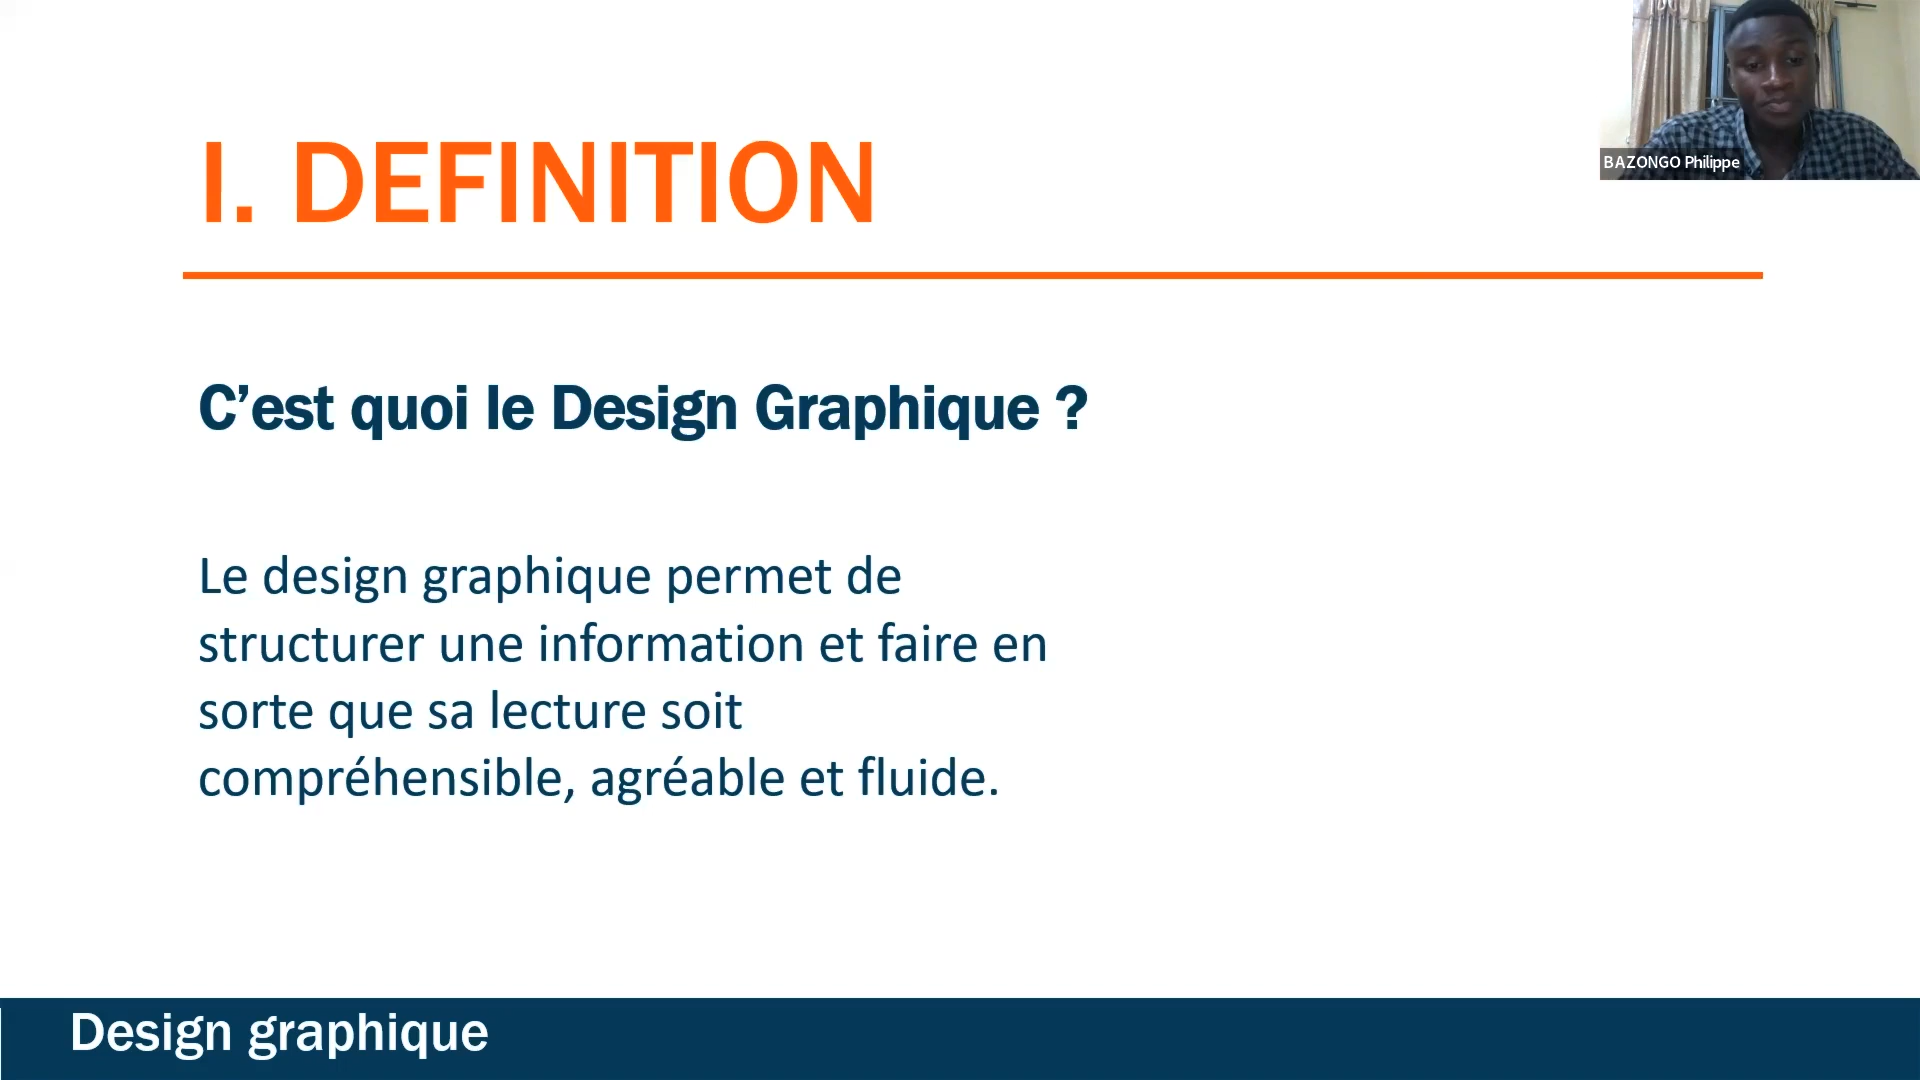 I. DEFINITION
BAZONGO Philippe
C’est quoi le Design Graphique ?
Le design graphique permet de
structurer une information et faire en
sorte que sa lecture soit
compréhensible, agréable et fluide.
Design graphique